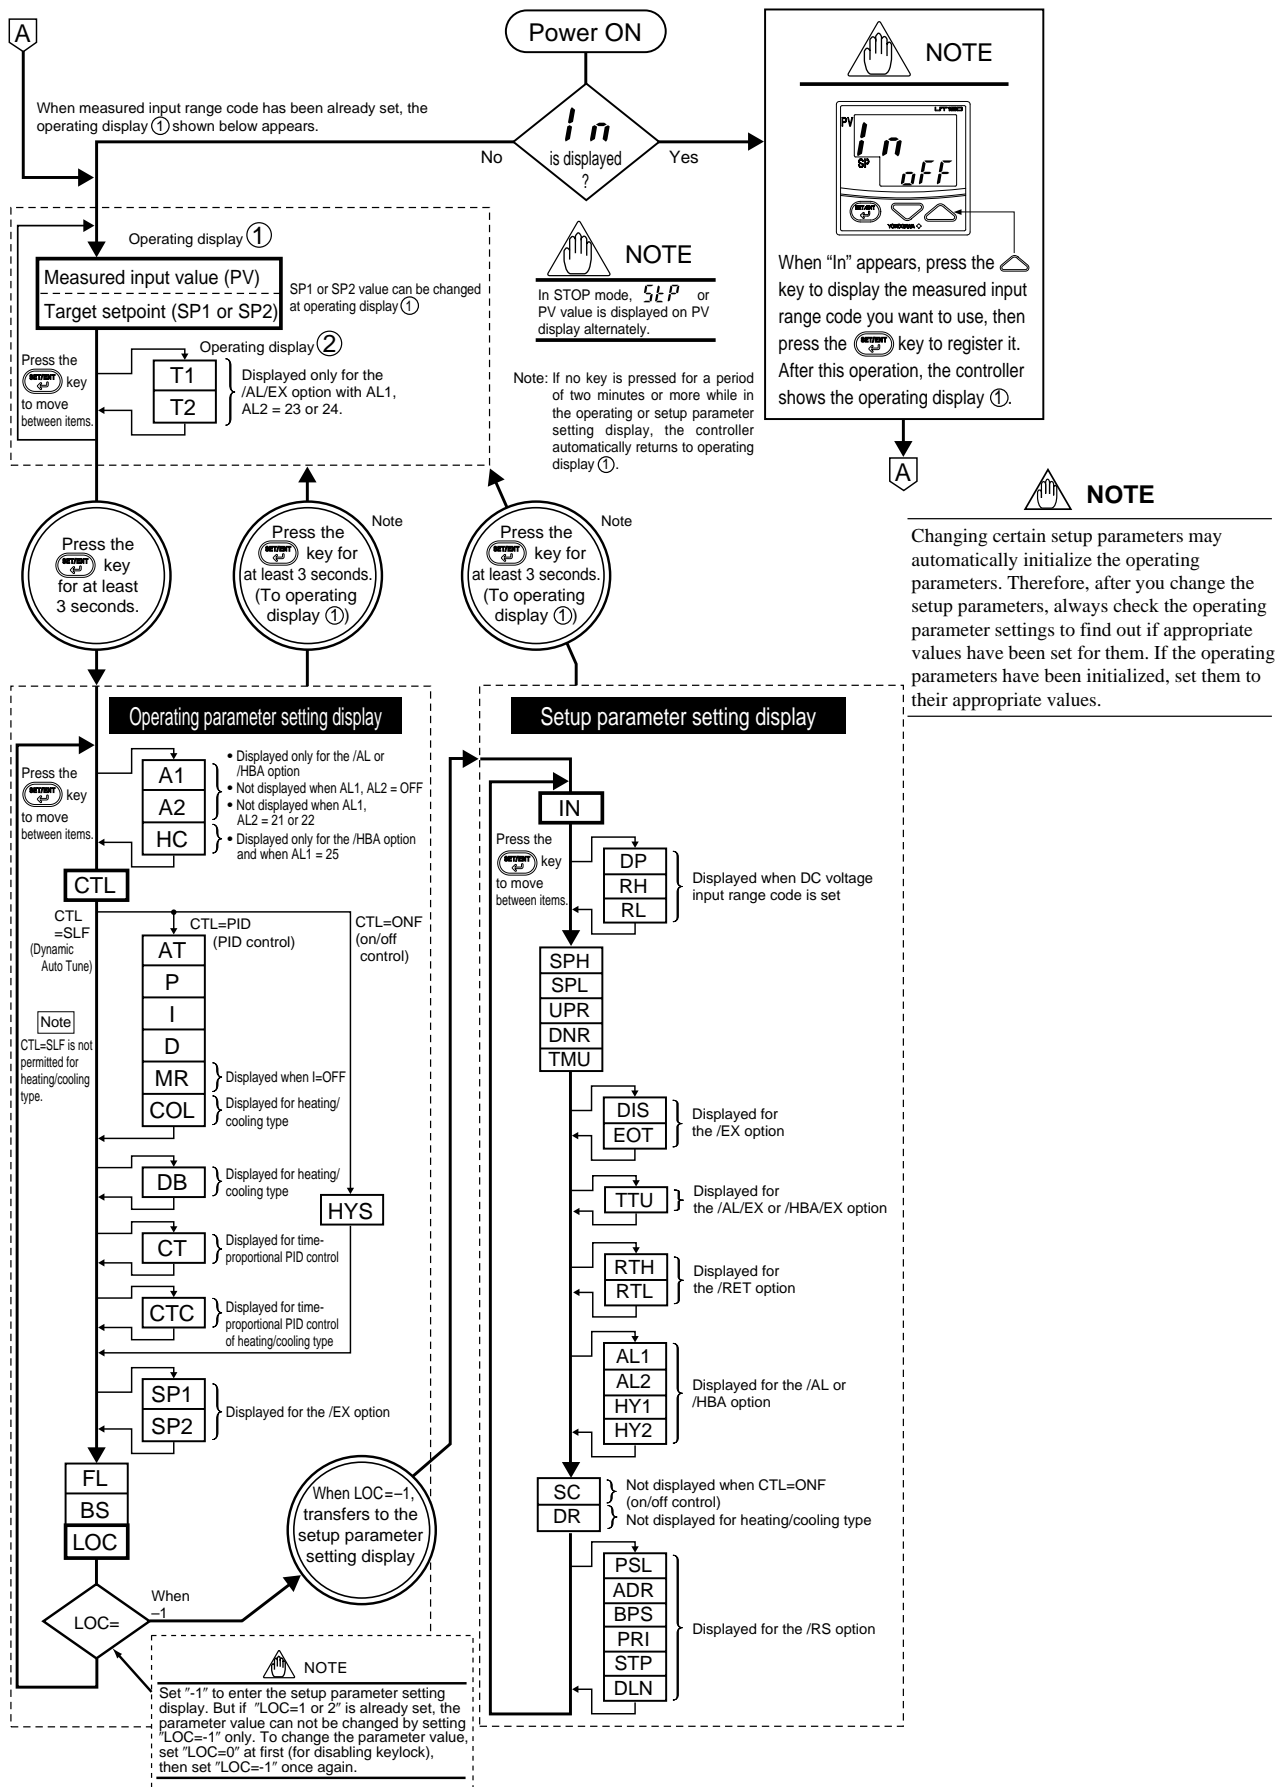 A
Power ON
When measured input range code has been already set, the
operating display ① shown below appears.
In
is displayed
?
No
Yes
NOTE
UT150
PV
In
SP
oFF
SET/ENT
YOKOGAWA
When “In” appears, press the
key to display the measured input
range code you want to use, then
press the SET/ENT key to register it.
After this operation, the controller
shows the operating display ①.
A
Operating display ①
Measured input value (PV)
Target setpoint (SP1 or SP2)
SP1 or SP2 value can be changed
at operating display ①
Press the
SET/ENT key
to move
between items.
Operating display ②
T1
T2
Displayed only for the
/AL/EX option with AL1,
AL2 = 23 or 24.
NOTE
In STOP mode, StP or
PV value is displayed on PV
display alternately.
Note: If no key is pressed for a period
of two minutes or more while in
the operating or setup parameter
setting display, the controller
automatically returns to operating
display ①.
NOTE
Changing certain setup parameters may
automatically initialize the operating
parameters. Therefore, after you change the
setup parameters, always check the operating
parameter settings to find out if appropriate
values have been set for them. If the operating
parameters have been initialized, set them to
their appropriate values.
Press the
SET/ENT key
for at least
3 seconds.
Note
Press the
SET/ENT key for
at least 3 seconds.
(To operating
display ①)
Note
Press the
SET/ENT key for
at least 3 seconds.
(To operating
display ①)
Operating parameter setting display
Press the
SET/ENT key
to move
between items.
A1
A2
HC
• Displayed only for the /AL or
/HBA option
• Not displayed when AL1, AL2 = OFF
• Not displayed when AL1,
AL2 = 21 or 22
• Displayed only for the /HBA option
and when AL1 = 25
CTL
CTL
=SLF
(Dynamic
Auto Tune)
CTL=PID
(PID control)
CTL=ONF
(on/off
control)
Note
CTL=SLF is not
permitted for
heating/cooling
type.
AT
P
I
D
MR
Displayed when I=OFF
COL
Displayed for heating/
cooling type
DB
Displayed for heating/
cooling type
HYS
CT
Displayed for time-
proportional PID control
CTC
Displayed for time-
proportional PID control
of heating/cooling type
SP1
SP2
Displayed for the /EX option
FL
BS
LOC
LOC=
When
–1
When LOC=–1,
transfers to the
setup parameter
setting display
NOTE
Set ″-1″ to enter the setup parameter setting
display. But if ″LOC=1 or 2″ is already set, the
parameter value can not be changed by setting
″LOC=-1″ only. To change the parameter value,
set ″LOC=0″ at first (for disabling keylock),
then set ″LOC=-1″ once again.
Setup parameter setting display
IN
Press the
SET/ENT key
to move
between items.
DP
RH
RL
Displayed when DC voltage
input range code is set
SPH
SPL
UPR
DNR
TMU
DIS
EOT
Displayed for
the /EX option
TTU
Displayed for
the /AL/EX or /HBA/EX option
RTH
RTL
Displayed for
the /RET option
AL1
AL2
HY1
HY2
Displayed for the /AL or
/HBA option
SC
Not displayed when CTL=ONF
(on/off control)
DR
Not displayed for heating/cooling type
PSL
ADR
BPS
PRI
STP
DLN
Displayed for the /RS option